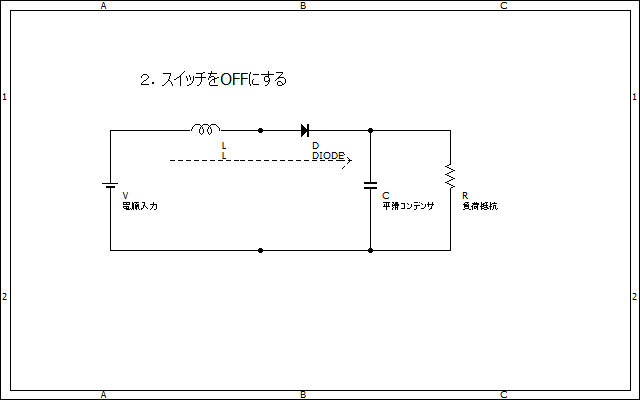 A B C
2．スイッチをOFFにする
1 1
L D
L DIODE
V C R
電源入力 平滑コンデンサ 負荷抵抗
2 2
A B C